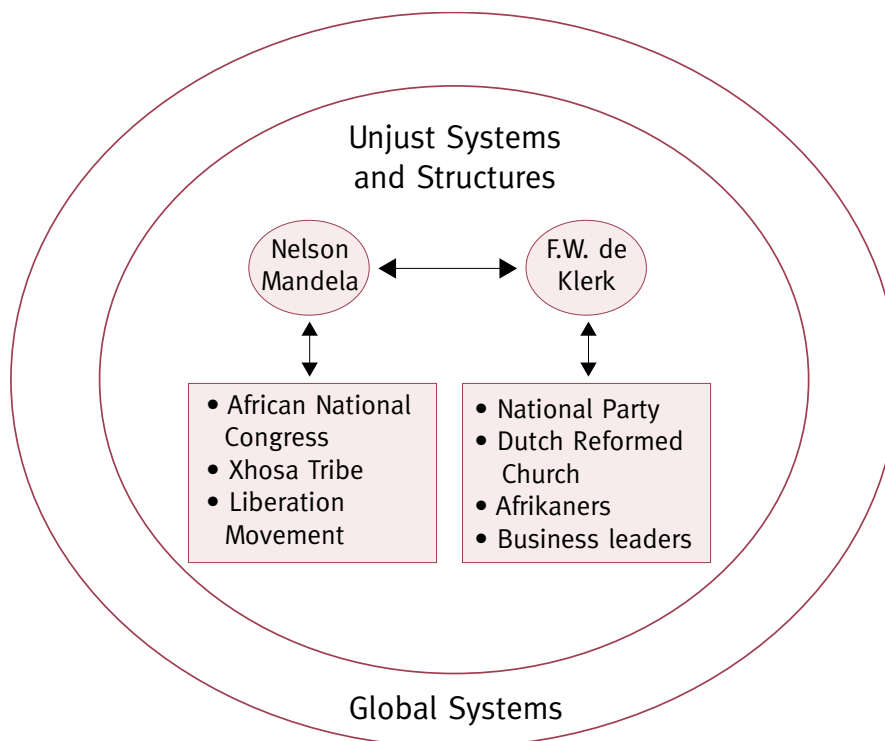 Unjust Systems
and Structures
Nelson
Mandela
F.W. de
Klerk
• African National
Congress
• Xhosa Tribe
• Liberation
Movement
• National Party
• Dutch Reformed
Church
• Afrikaners
• Business leaders
Global Systems